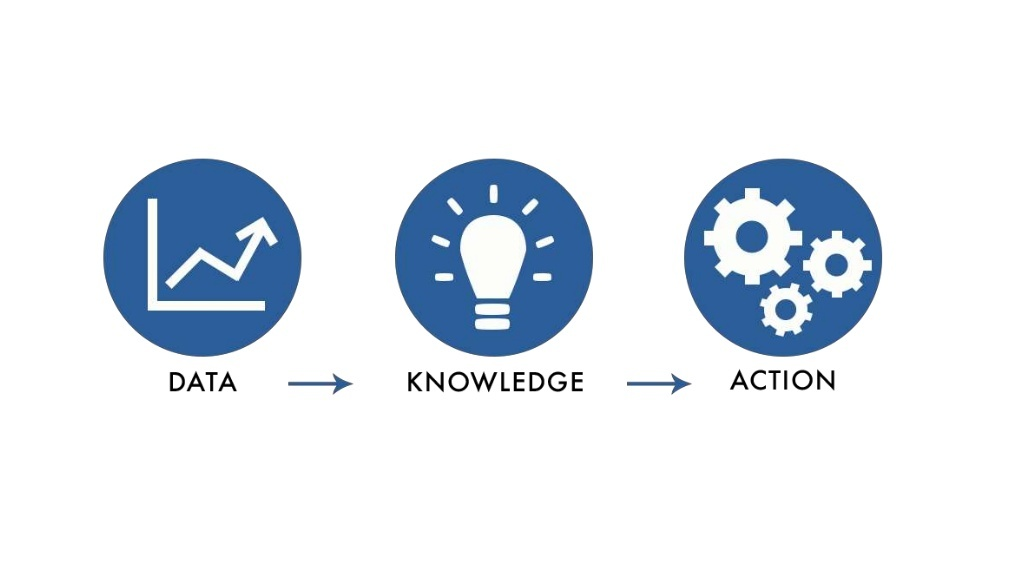 DATA
KNOWLEDGE
ACTION